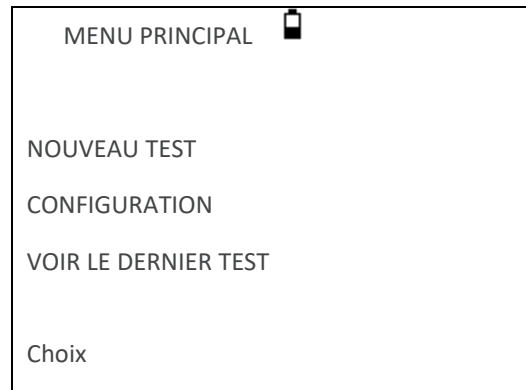 MENU PRINCIPAL
NOUVEAU TEST
CONFIGURATION
VOIR LE DERNIER TEST
Choix